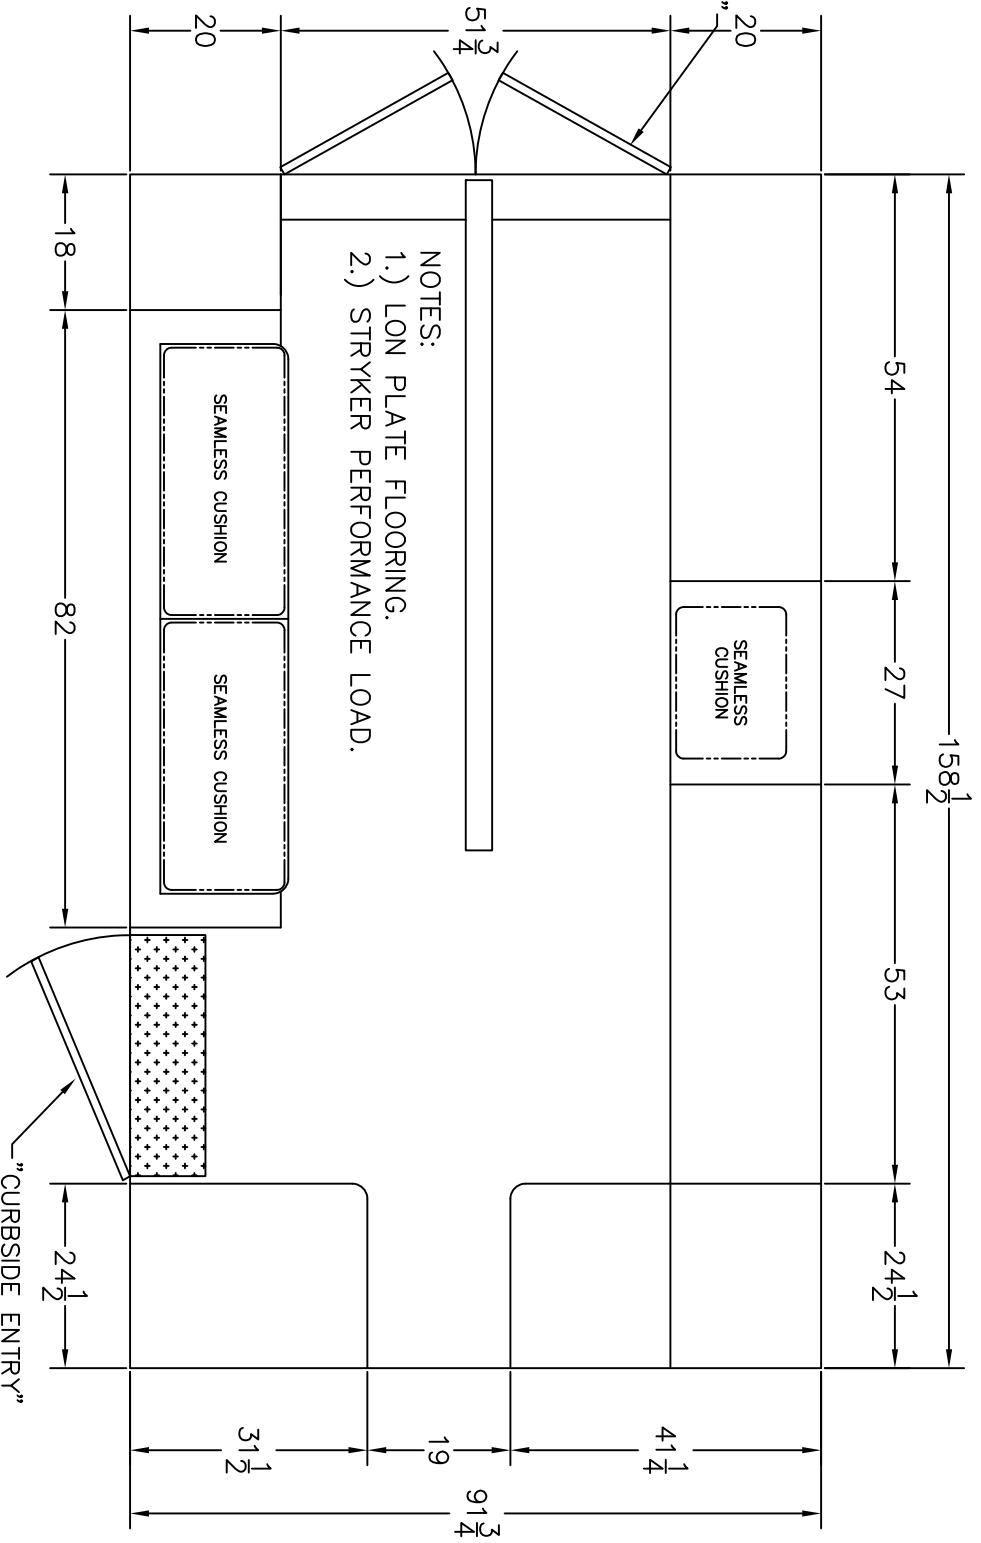 54
27
53
24 1/2
158 1/2
20
51 3/4
20
"
NOTES:
1.) LON PLATE FLOORING.
2.) STRYKER PERFORMANCE LOAD.
SEAMLESS
CUSHION
SEAMLESS CUSHION
SEAMLESS CUSHION
41 1/4
19
31 1/2
91 3/4
18
82
24 1/2
"CURBSIDE ENTRY"